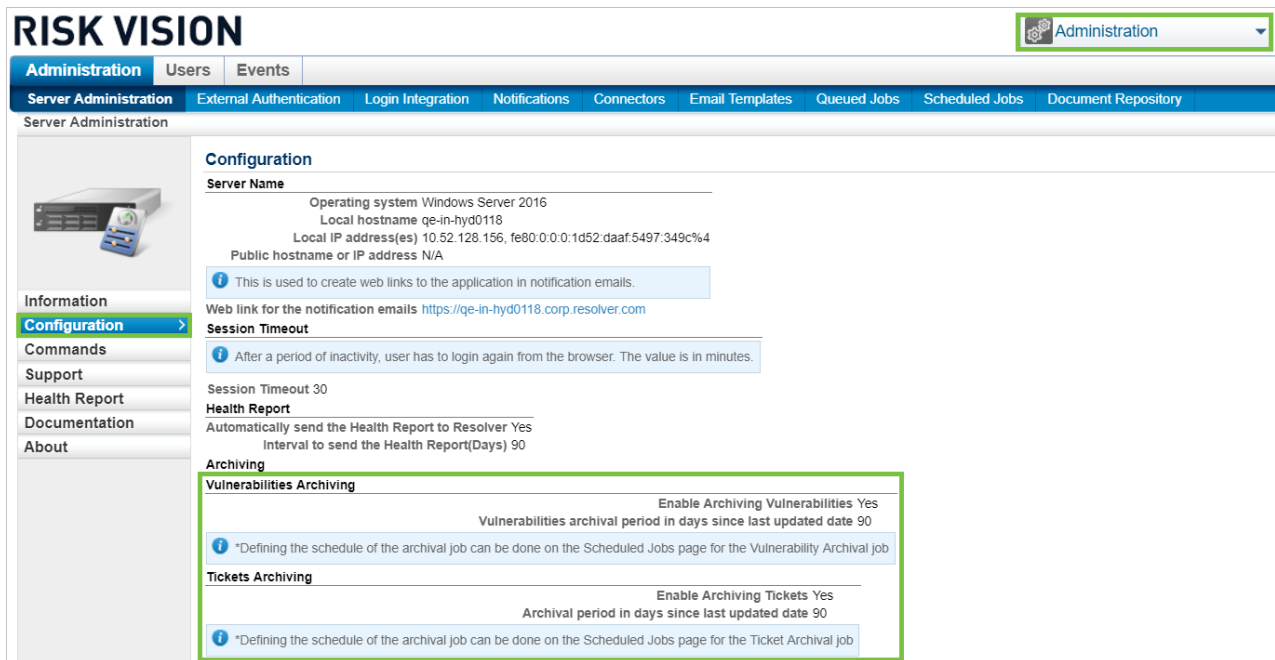 RISK VISION
Administration
Administration Users Events
Server Administration External Authentication Login Integration Notifications Connectors Email Templates Queued Jobs Scheduled Jobs Document Repository
Server Administration
Information
Configuration
Commands
Support
Health Report
Documentation
About
Configuration
Server Name
Operating system Windows Server 2016
Local hostname qe-in-hyd0118
Local IP address(es) 10.52.128.156, fe80:0:0:0:1d52:daaf:5497:349c%4
Public hostname or IP address N/A
This is used to create web links to the application in notification emails.
Web link for the notification emails https://qe-in-hyd0118.corp.resolver.com
Session Timeout
After a period of inactivity, user has to login again from the browser. The value is in minutes.
Session Timeout 30
Health Report
Automatically send the Health Report to Resolver Yes
Interval to send the Health Report(Days) 90
Archiving
Vulnerabilities Archiving
Enable Archiving Vulnerabilities Yes
Vulnerabilities archival period in days since last updated date 90
*Defining the schedule of the archival job can be done on the Scheduled Jobs page for the Vulnerability Archival job
Tickets Archiving
Enable Archiving Tickets Yes
Archival period in days since last updated date 90
*Defining the schedule of the archival job can be done on the Scheduled Jobs page for the Ticket Archival job